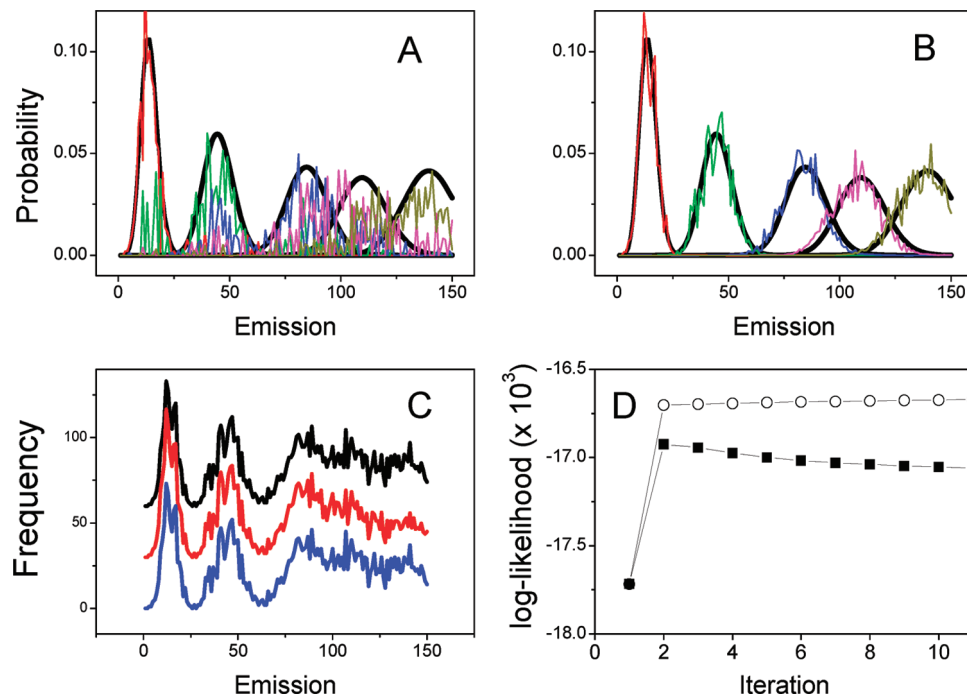 A
B
0.10
0.05
0.00
Probability
0
50
100
150
Emission
0.10
0.05
0.00
0
50
100
150
Emission
C
100
50
0
Frequency
0
50
100
150
Emission
D
-16.5
-17.0
-17.5
-18.0
log-likelihood (x 10³)
0
2
4
6
8
10
Iteration